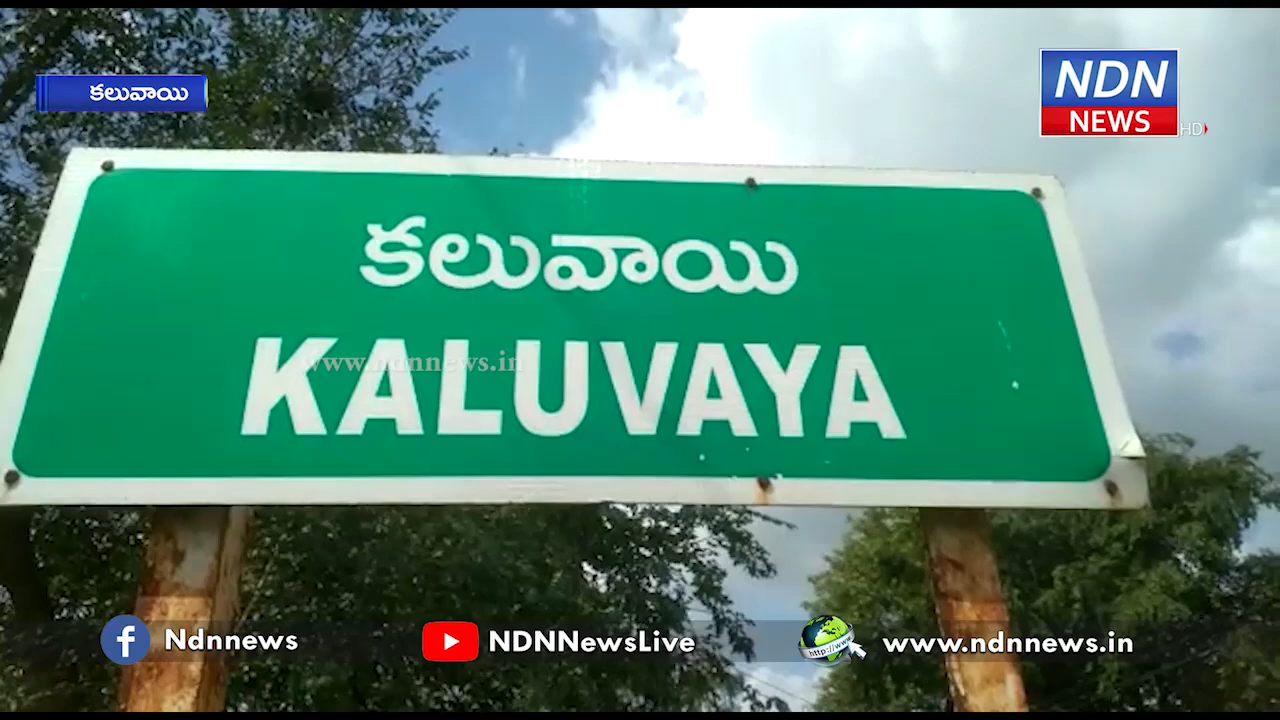 కలువాయి
NDN
NEWS
HD
కలువాయి
KALUVAYA
www.ndnnews.in
Ndnnews
NDNNewsLive
http://www
www.ndnnews.in